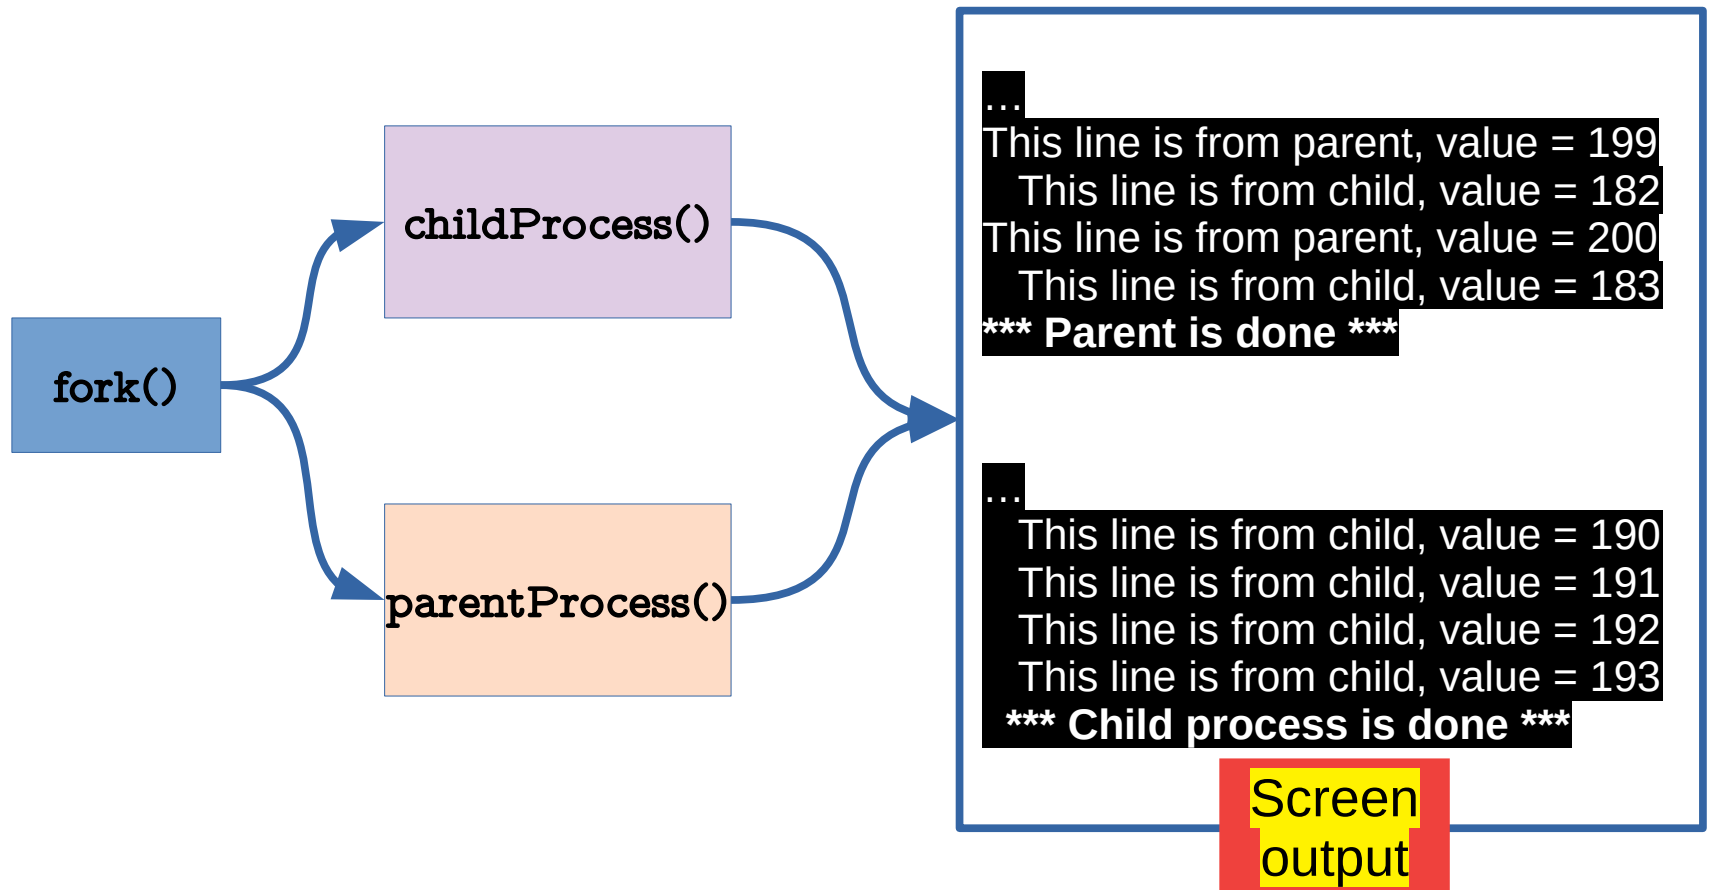 fork()
childProcess()
parentProcess()
...
This line is from parent, value = 199
This line is from child, value = 182
This line is from parent, value = 200
This line is from child, value = 183
*** Parent is done ***
...
This line is from child, value = 190
This line is from child, value = 191
This line is from child, value = 192
This line is from child, value = 193
*** Child process is done ***
Screen
output